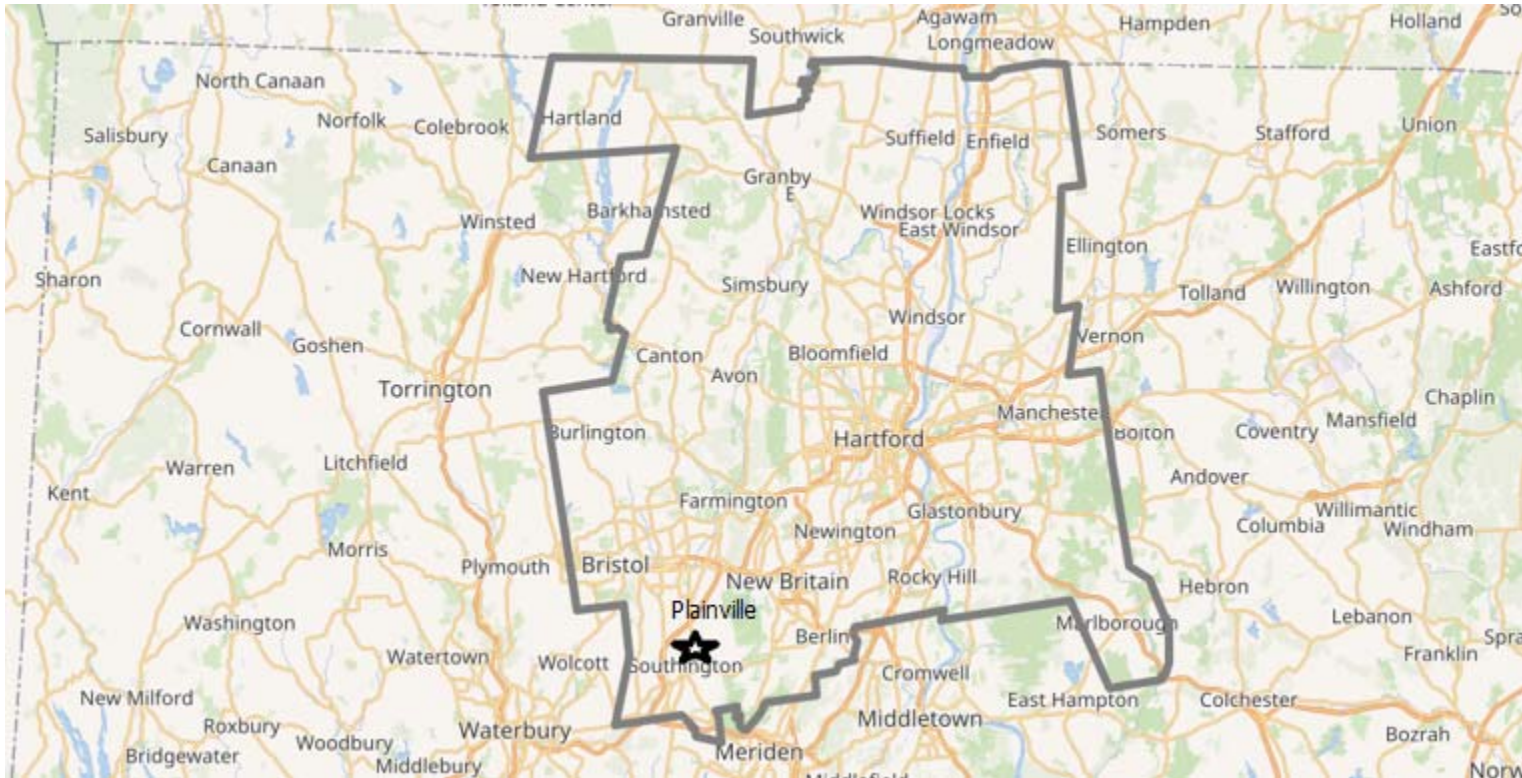 Granville
Agawam
Hampden
Holland
Southwick
Longmeadow
North Canaan
Norfolk
Colebrook
Hartland
Salisbury
Suffield
Enfield
Somers
Stafford
Union
Canaan
Granby
E
Winsted
Barkhamsted
Windsor Locks
East Windsor
Ellington
Sharon
New Hartford
Simsbury
Tolland
Willington
Ashford
Eastfo
Cornwall
Goshen
Windsor
Vernon
Canton
Bloomfield
Avon
Torrington
Manchester
Chaplin
Burlington
Hartford
Bolton
Coventry
Mansfield
Warren
Litchfield
Andover
Kent
Farmington
Glastonbury
Willimantic
Newington
Columbia
Windham
Morris
Plymouth
Bristol
New Britain
Rocky Hill
Hebron
Plainville
Lebanon
Washington
Berlin
Marlborough
Spra
Watertown
Wolcott
Southington
Cromwell
Franklin
New Milford
East Hampton
Colchester
Roxbury
Waterbury
Middletown
Woodbury
Meriden
Bozrah
Bridgewater
Middlebury
Norw